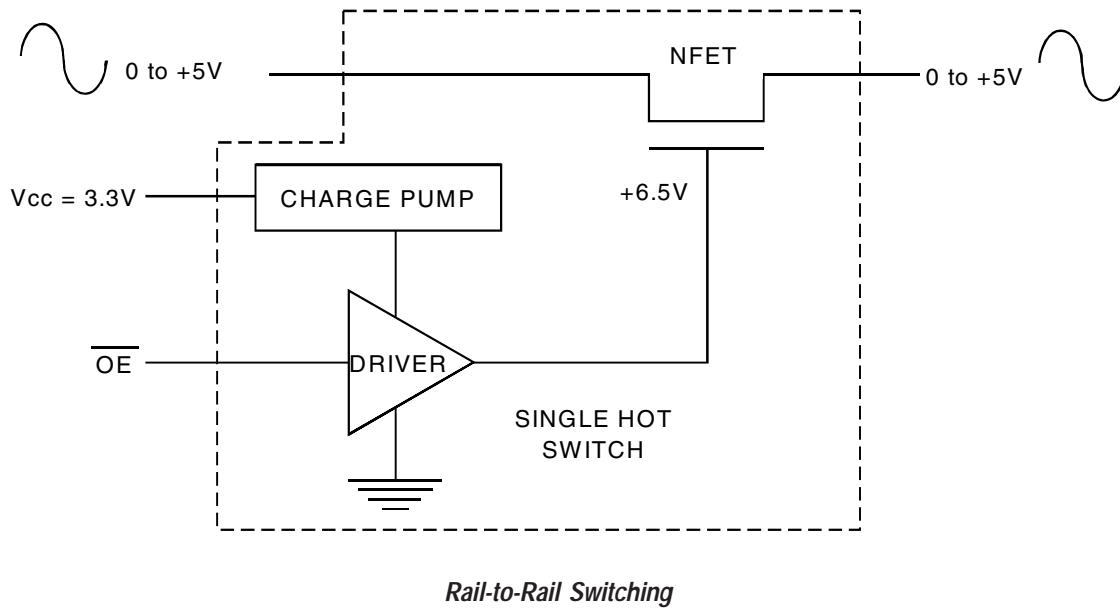 NFET
0 to +5V
0 to +5V
Vcc = 3.3V
CHARGE PUMP
+6.5V
OE
DRIVER
SINGLE HOT
SWITCH
Rail-to-Rail Switching